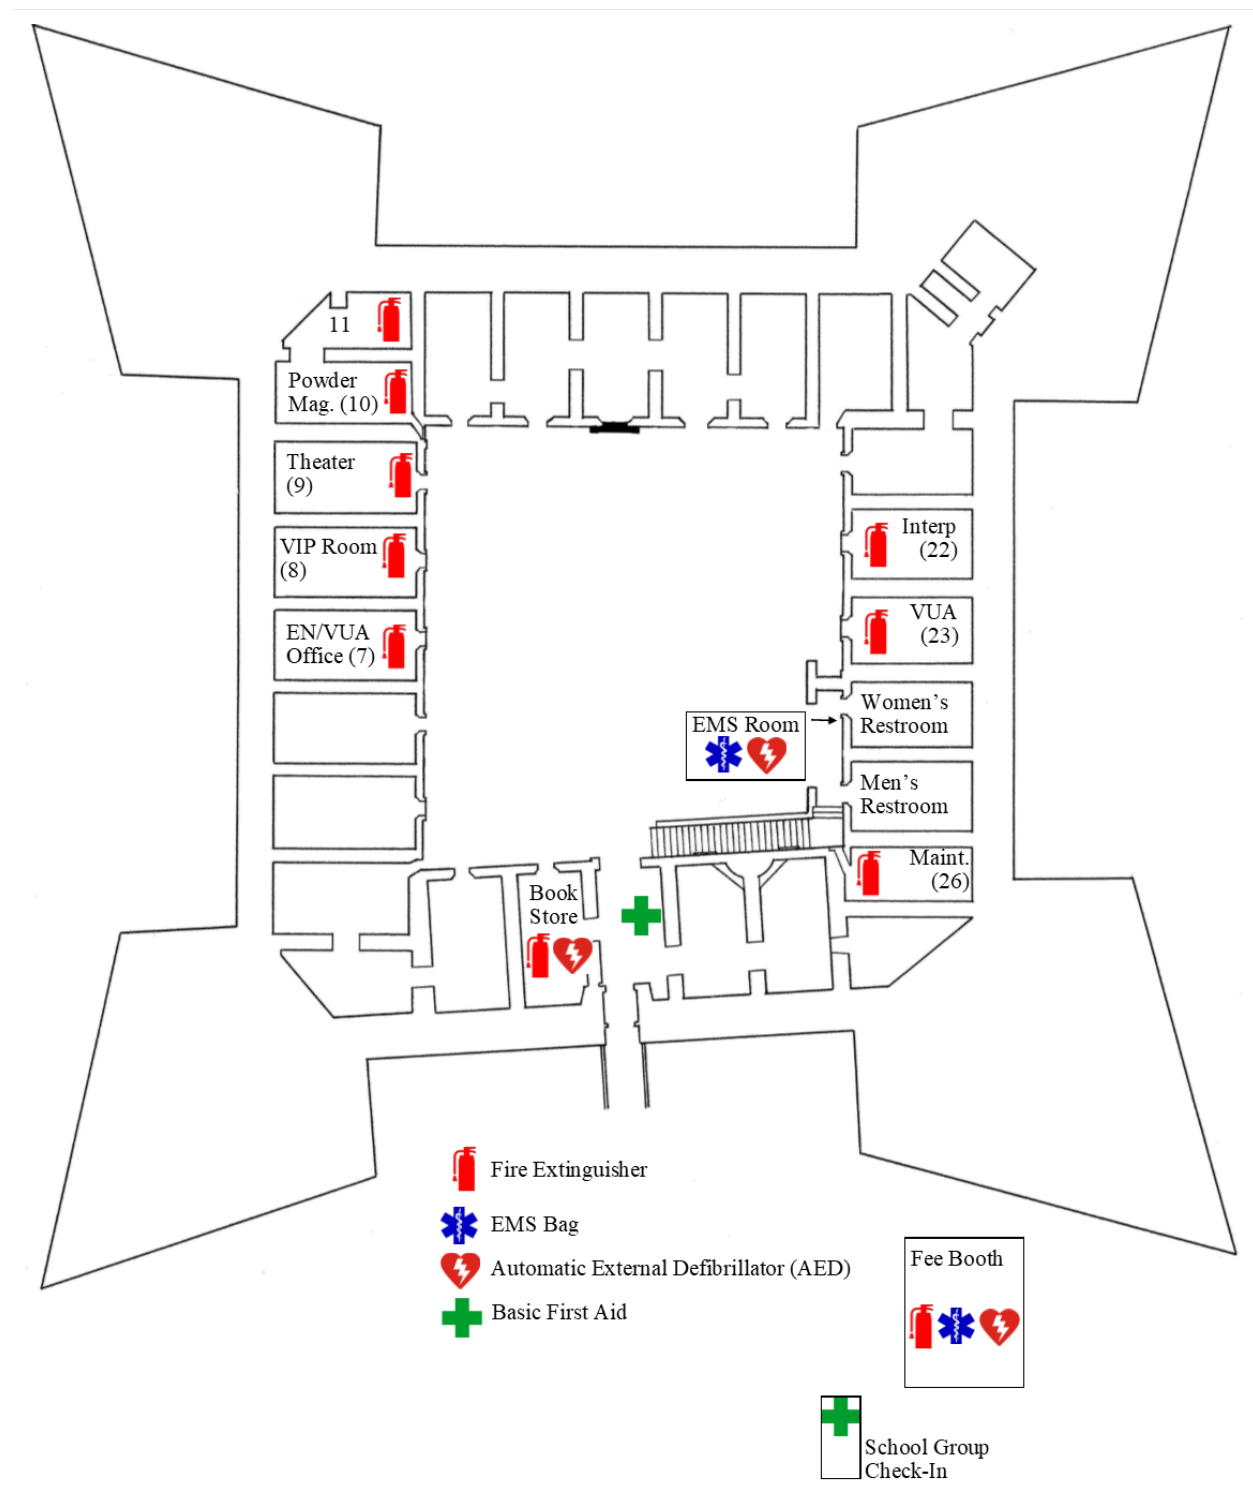 11
Powder
Mag. (10)
Theater
(9)
VIP Room
(8)
EN/VUA
Office (7)
Interp
(22)
VUA
(23)
Women’s
Restroom
EMS Room
Men’s
Restroom
Maint.
(26)
Book
Store
Fire Extinguisher
EMS Bag
Automatic External Defibrillator (AED)
Basic First Aid
Fee Booth
School Group
Check-In